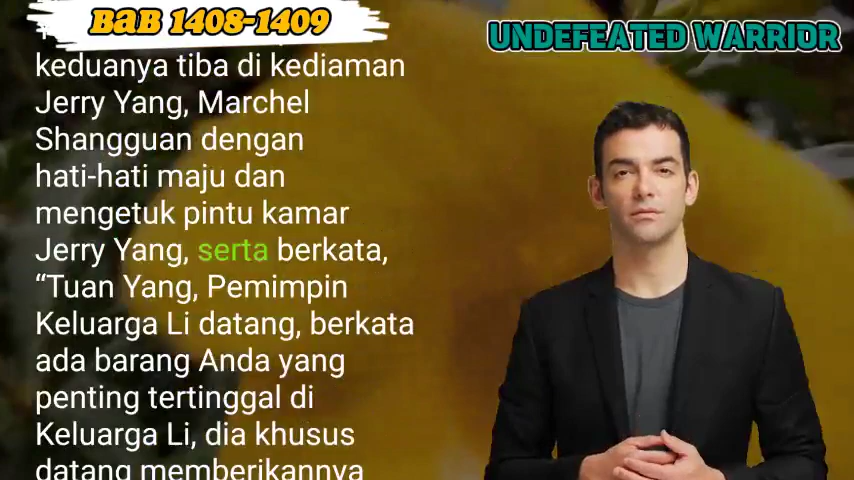 BAB 1408-1409
UNDEFEATED WARRIOR
keduanya tiba di kediaman
Jerry Yang, Marchel
Shangguan dengan
hati-hati maju dan
mengetuk pintu kamar
Jerry Yang, serta berkata,
“Tuan Yang, Pemimpin
Keluarga Li datang, berkata
ada barang Anda yang
penting tertinggal di
Keluarga Li, dia khusus
datang memberikannya